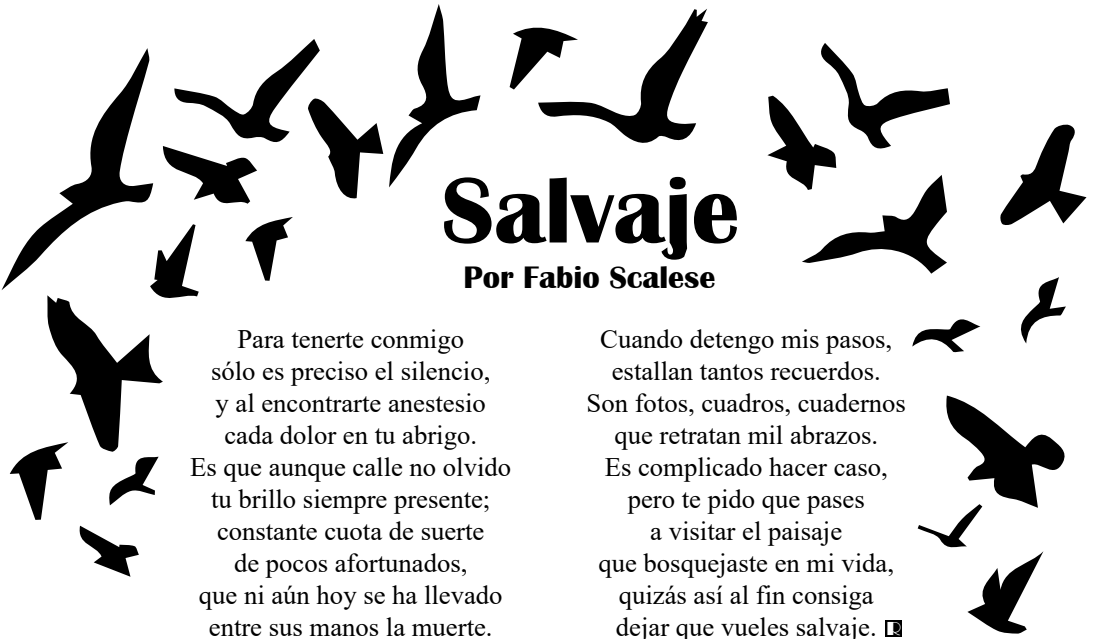 Salvaje
Por Fabio Scalese
Para tenerte conmigo
sólo es preciso el silencio,
y al encontrarte anestesio
cada dolor en tu abrigo.
Es que aunque calle no olvido
tu brillo siempre presente;
constante cuota de suerte
de pocos afortunados,
que ni aún hoy se ha llevado
entre sus manos la muerte.
Cuando detengo mis pasos,
estallan tantos recuerdos.
Son fotos, cuadros, cuadernos
que retratan mil abrazos.
Es complicado hacer caso,
pero te pido que pases
a visitar el paisaje
que bosquejaste en mi vida,
quizás así al fin consiga
dejar que vueles salvaje.